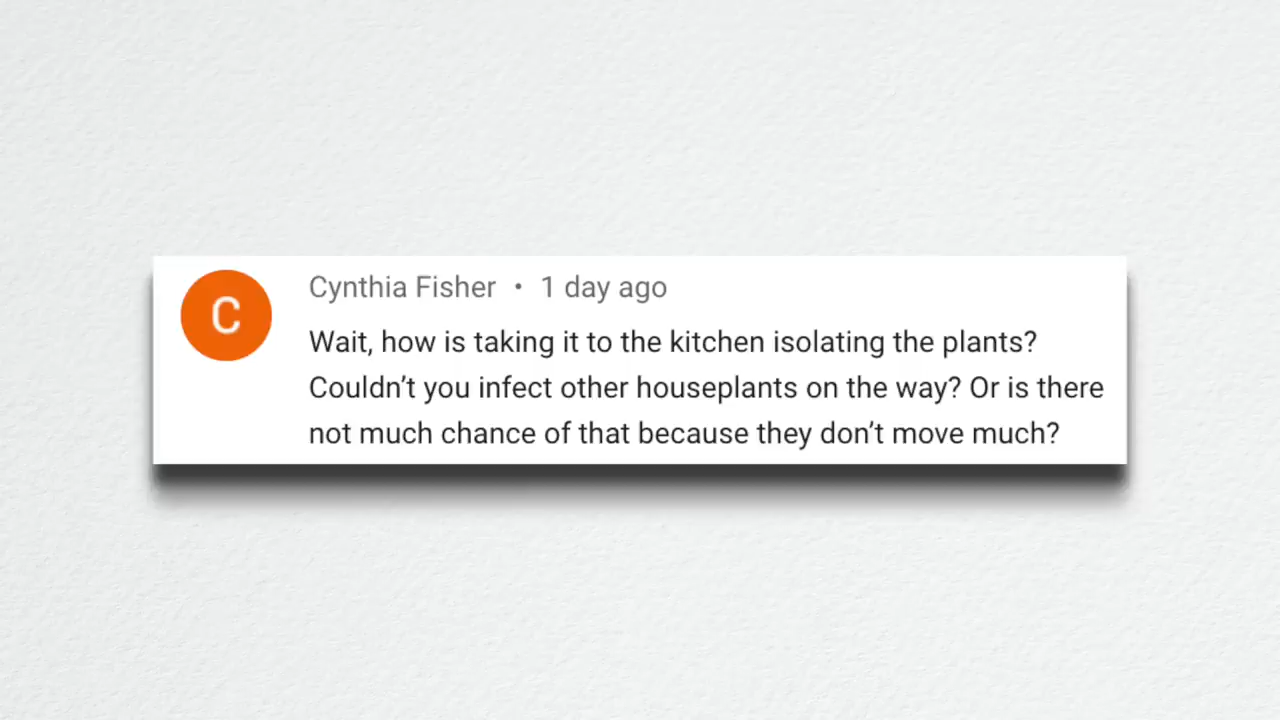 C
Cynthia Fisher • 1 day ago
Wait, how is taking it to the kitchen isolating the plants?
Couldn’t you infect other houseplants on the way? Or is there
not much chance of that because they don’t move much?